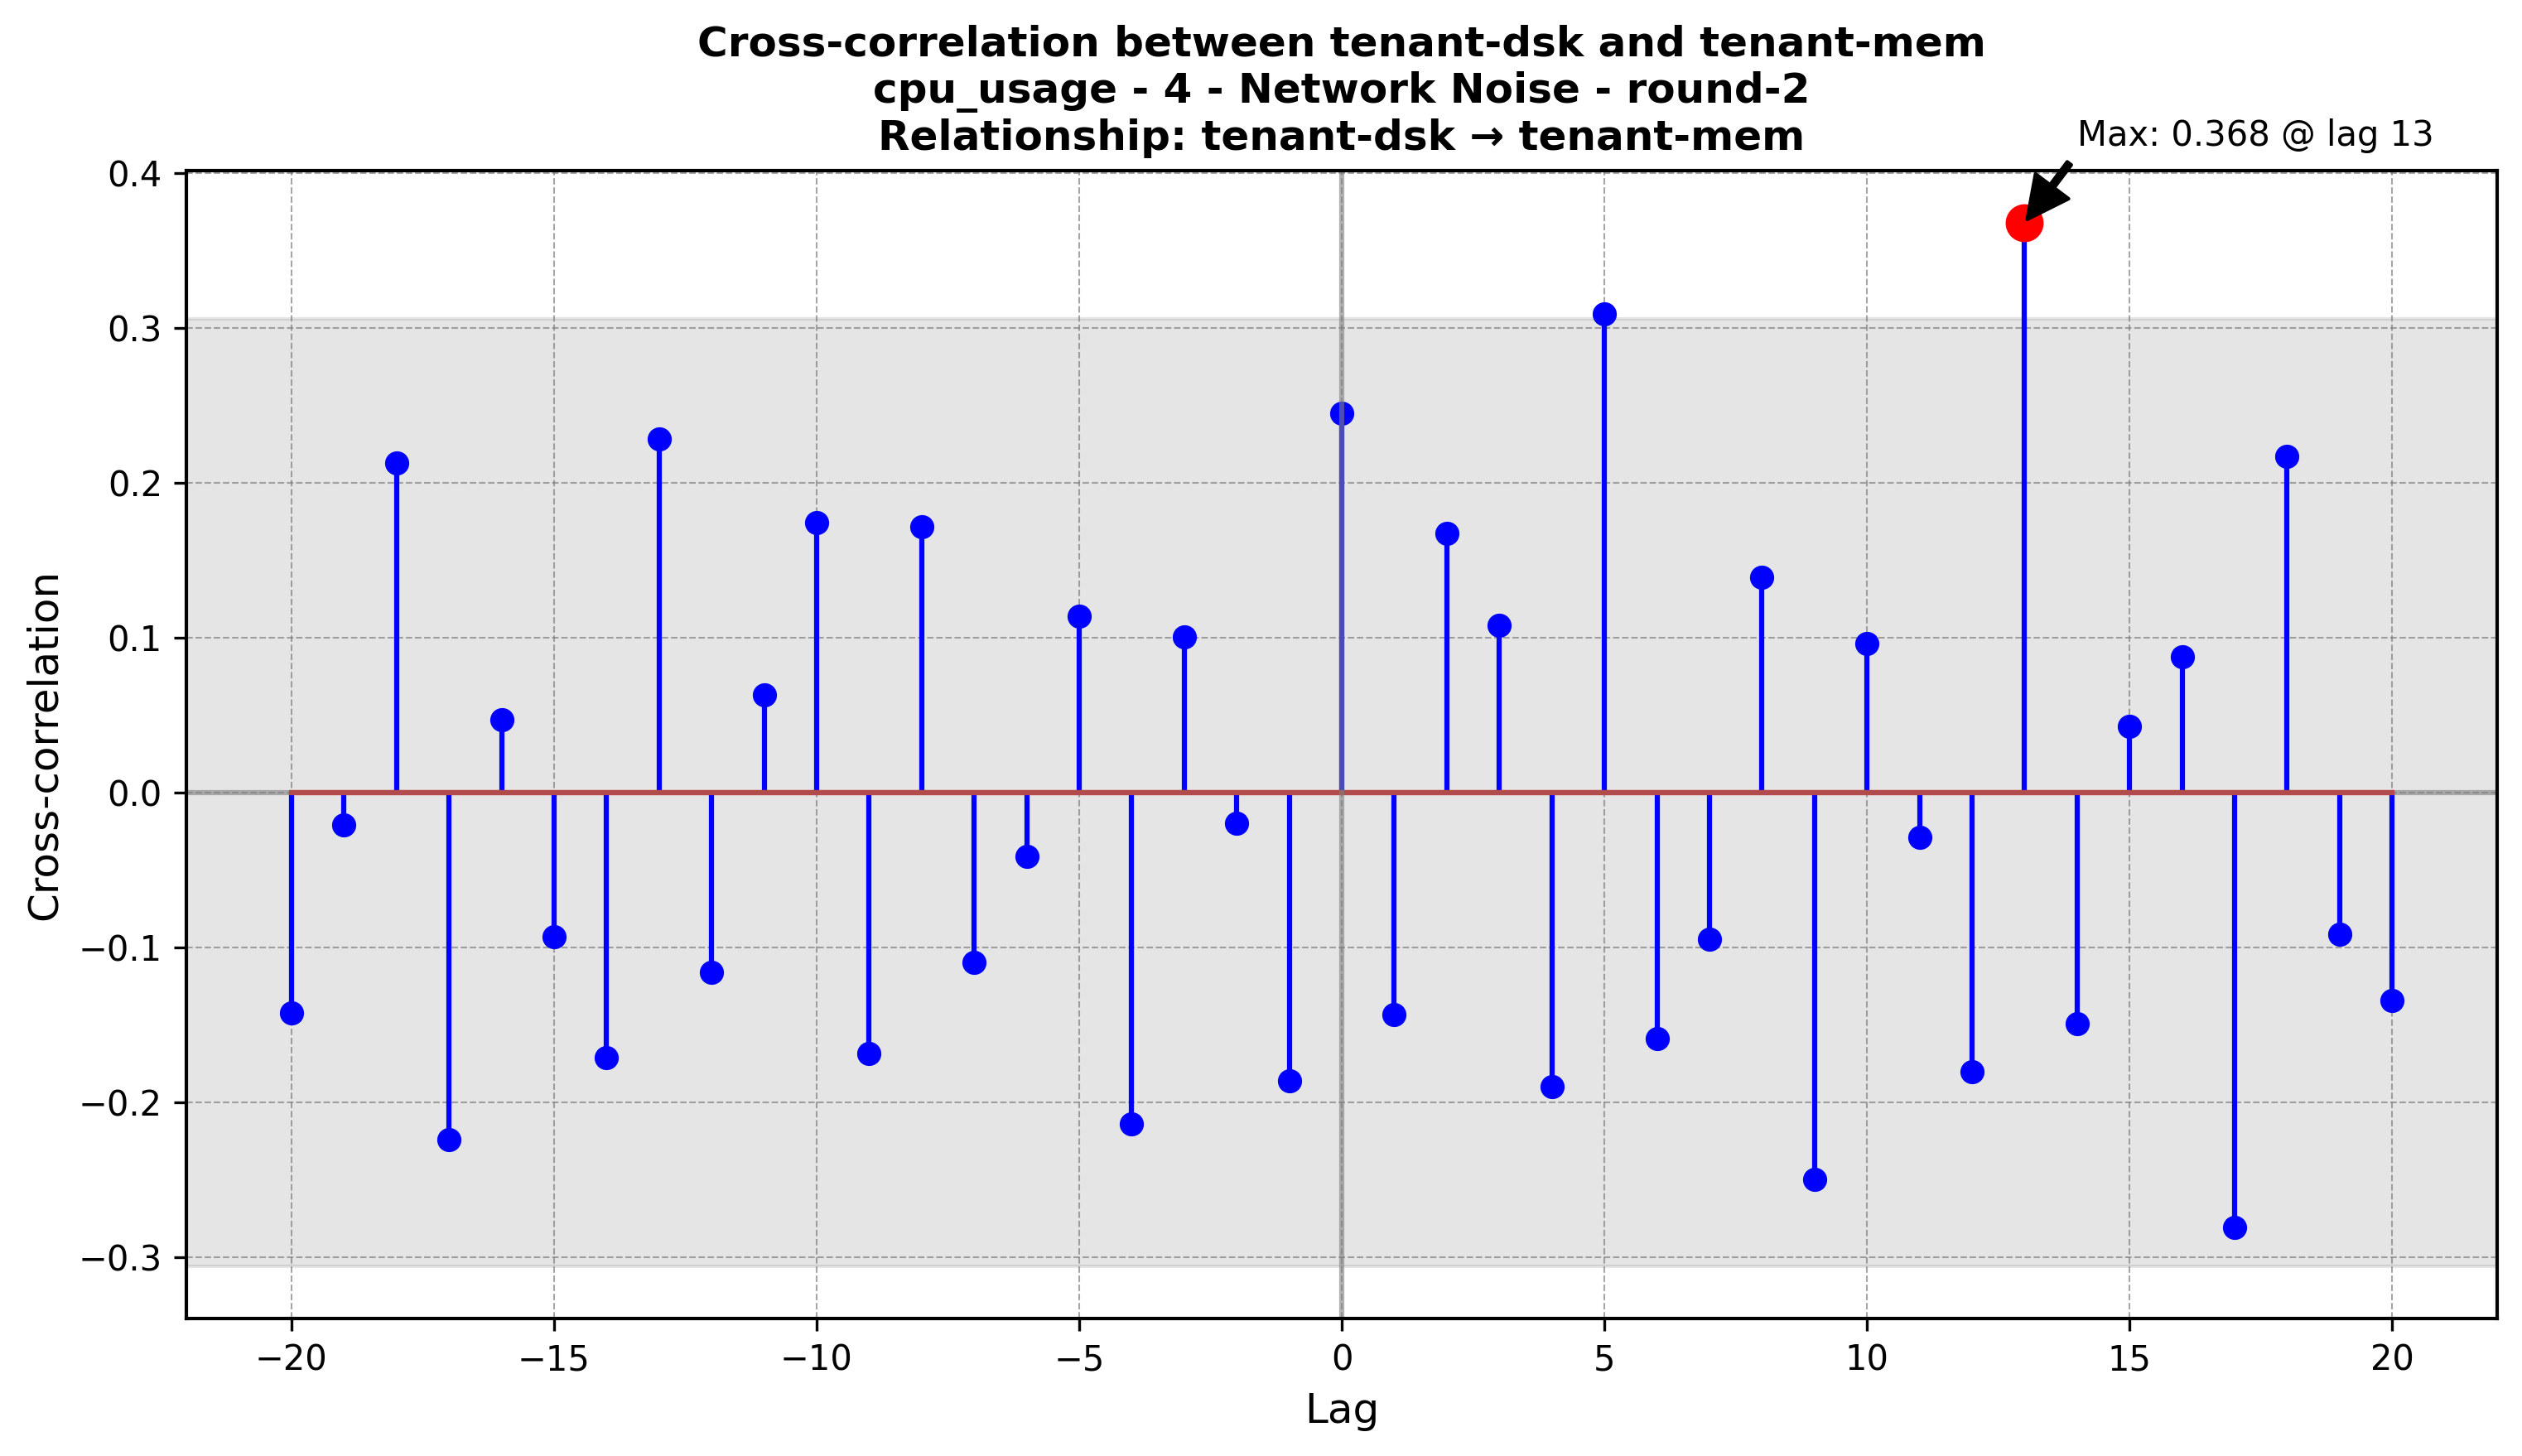 Cross-correlation between tenant-dsk and tenant-mem
cpu_usage - 4 - Network Noise - round-2
Relationship: tenant-dsk → tenant-mem
Max: 0.368 @ lag 13
0.4
0.3
0.2
0.1
0.0
−0.1
−0.2
−0.3
Cross-correlation
−20 −15 −10 −5 0 5 10 15 20
Lag